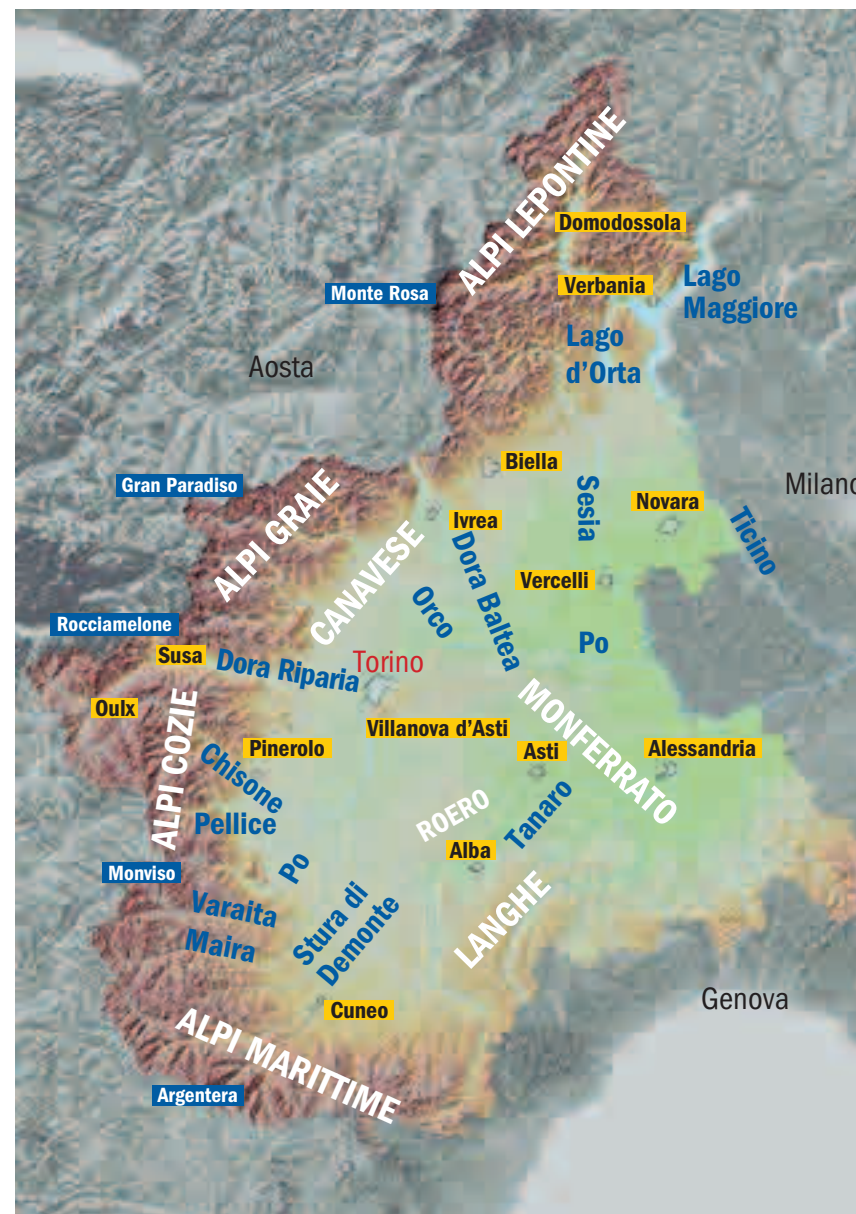 ALPI LEPONTINE
Domodossola
Monte Rosa
Verbania
Lago
Maggiore
Lago
d'Orta
Aosta
Biella
Gran Paradiso
ALPI GRAIE
Sesia
Novara
Milano
Ivrea
Ticino
CANAVESE
Dora Baltea
Vercelli
Orco
Rocciamelone
Po
Susa
Dora Riparia
Torino
Oulx
ALPI COZIE
MONFERRATO
Villanova d'Asti
Pinerolo
Asti
Alessandria
Chisone
Pellice
ROERO
Tanaro
Alba
Monviso
Po
Varaita
Maira
Stura di
Demonte
LANGHE
Cuneo
Genova
ALPI MARITTIME
Argentera